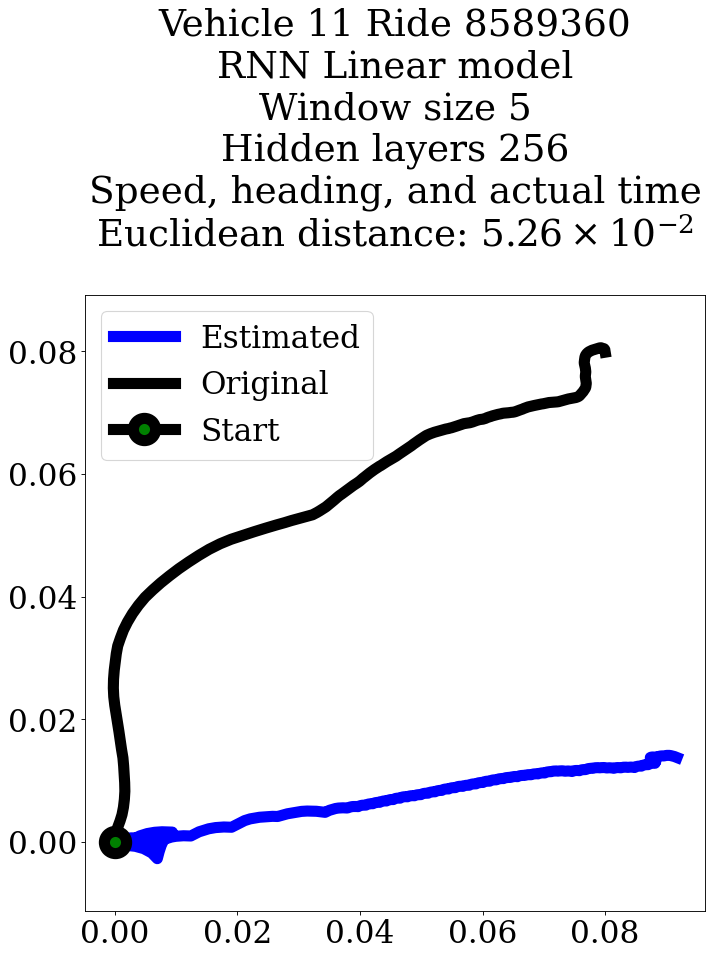 Vehicle 11 Ride 8589360
RNN Linear model
Window size 5
Hidden layers 256
Speed, heading, and actual time
Euclidean distance: 5.26 × 10⁻²
Estimated
Original
Start
0.08
0.06
0.04
0.02
0.00
0.00 0.02 0.04 0.06 0.08